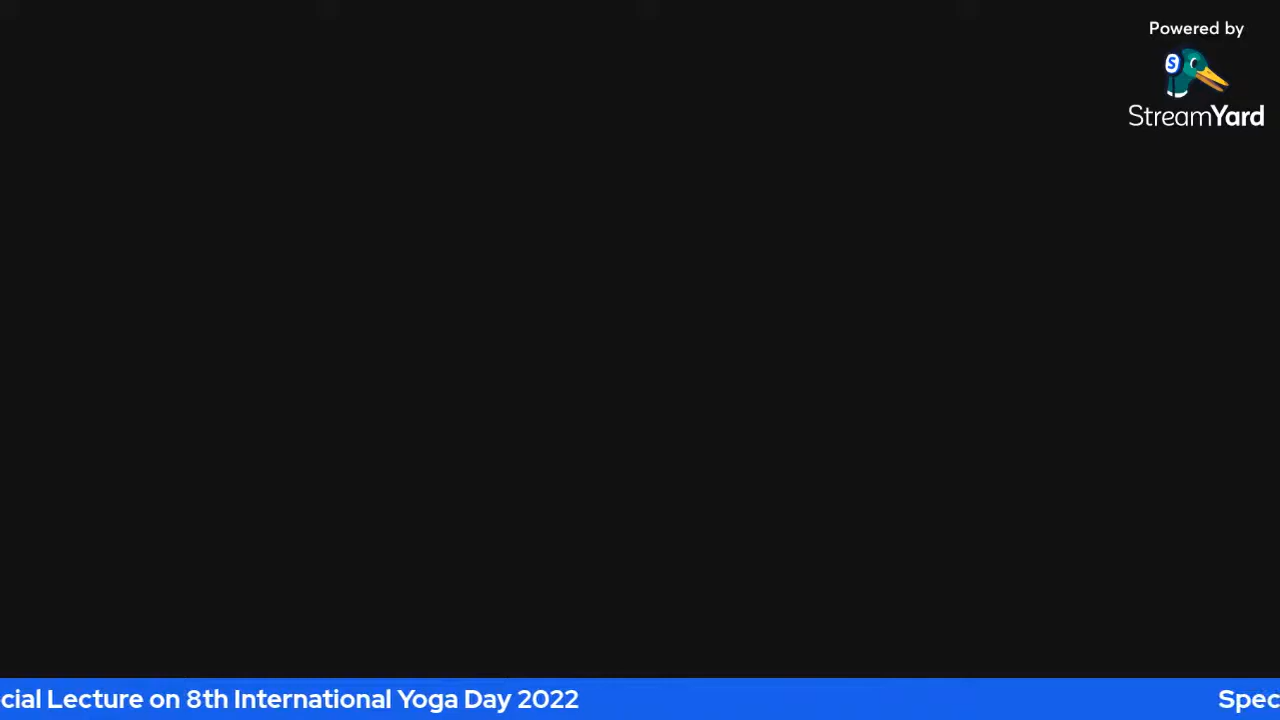 Powered by
S
StreamYard
cial Lecture on 8th International Yoga Day 2022 Spec